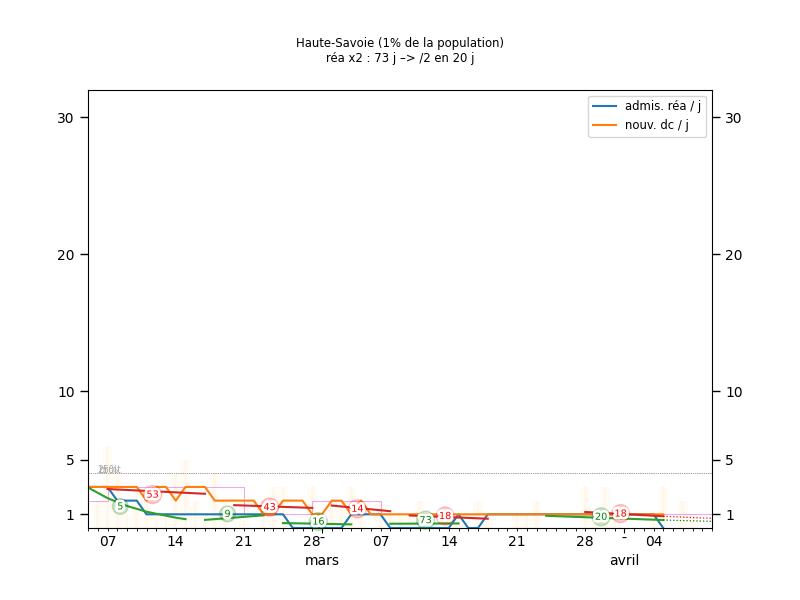 Haute-Savoie (1% de la population)
réa x2 : 73 j –> /2 en 20 j
admis. réa / j
nouv. dc / j
30 30
20 20
10 10
5 5
1 1
5 53 9 43 16 14 73 18 20 18
07 14 21 28 - 07 14 21 28 - 04
mars avril